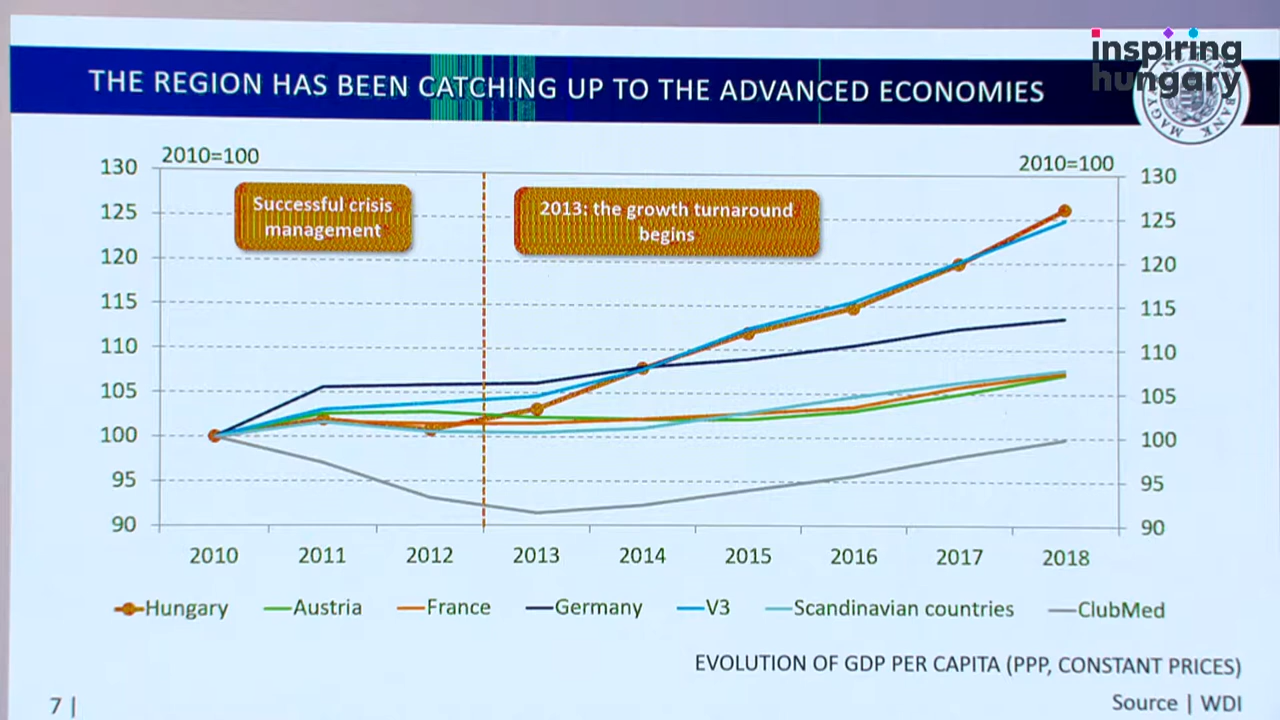 inspiring
hungary
THE REGION HAS BEEN CATCHING UP TO THE ADVANCED ECONOMIES
MAGY
BANK
2010=100
2010=100
130
125
120
115
110
105
100
95
90
Successful crisis
management
2013: the growth turnaround
begins
130
125
120
115
110
105
100
95
90
2010 2011 2012 2013 2014 2015 2016 2017 2018
Hungary Austria France Germany V3 Scandinavian countries ClubMed
EVOLUTION OF GDP PER CAPITA (PPP, CONSTANT PRICES)
7 |
Source | WDI